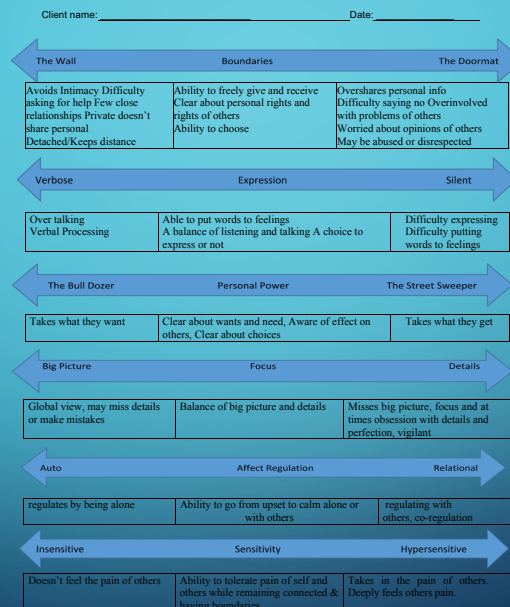 Client name: Date:
The Wall Boundaries The Doormat
Avoids Intimacy Difficulty
asking for help Few close
relationships Private doesn't
share personal
Detached/Keeps distance
Ability to freely give and receive
Clear about personal rights and
rights of others
Ability to choose
Overshares personal info
Difficulty saying no Overinvolved
with problems of others
Worried about opinions of others
May be abused or disrespected
Verbose Expression Silent
Over talking
Verbal Processing
Able to put words to feelings
A balance of listening and talking A choice to
express or not
Difficulty expressing
Difficulty putting
words to feelings
The Bull Dozer Personal Power The Street Sweeper
Takes what they want
Clear about wants and need, Aware of effect on
others, Clear about choices
Takes what they get
Big Picture Focus Details
Global view, may miss details
or make mistakes
Balance of big picture and details
Misses big picture, focus and at
times obsession with details and
perfection, vigilant
Auto Affect Regulation Relational
regulates by being alone
Ability to go from upset to calm alone or
with others
regulating with
others, co-regulation
Insensitive Sensitivity Hypersensitive
Doesn't feel the pain of others
Ability to tolerate pain of self and
others while remaining connected &
having boundaries
Takes in the pain of others.
Deeply feels others pain.